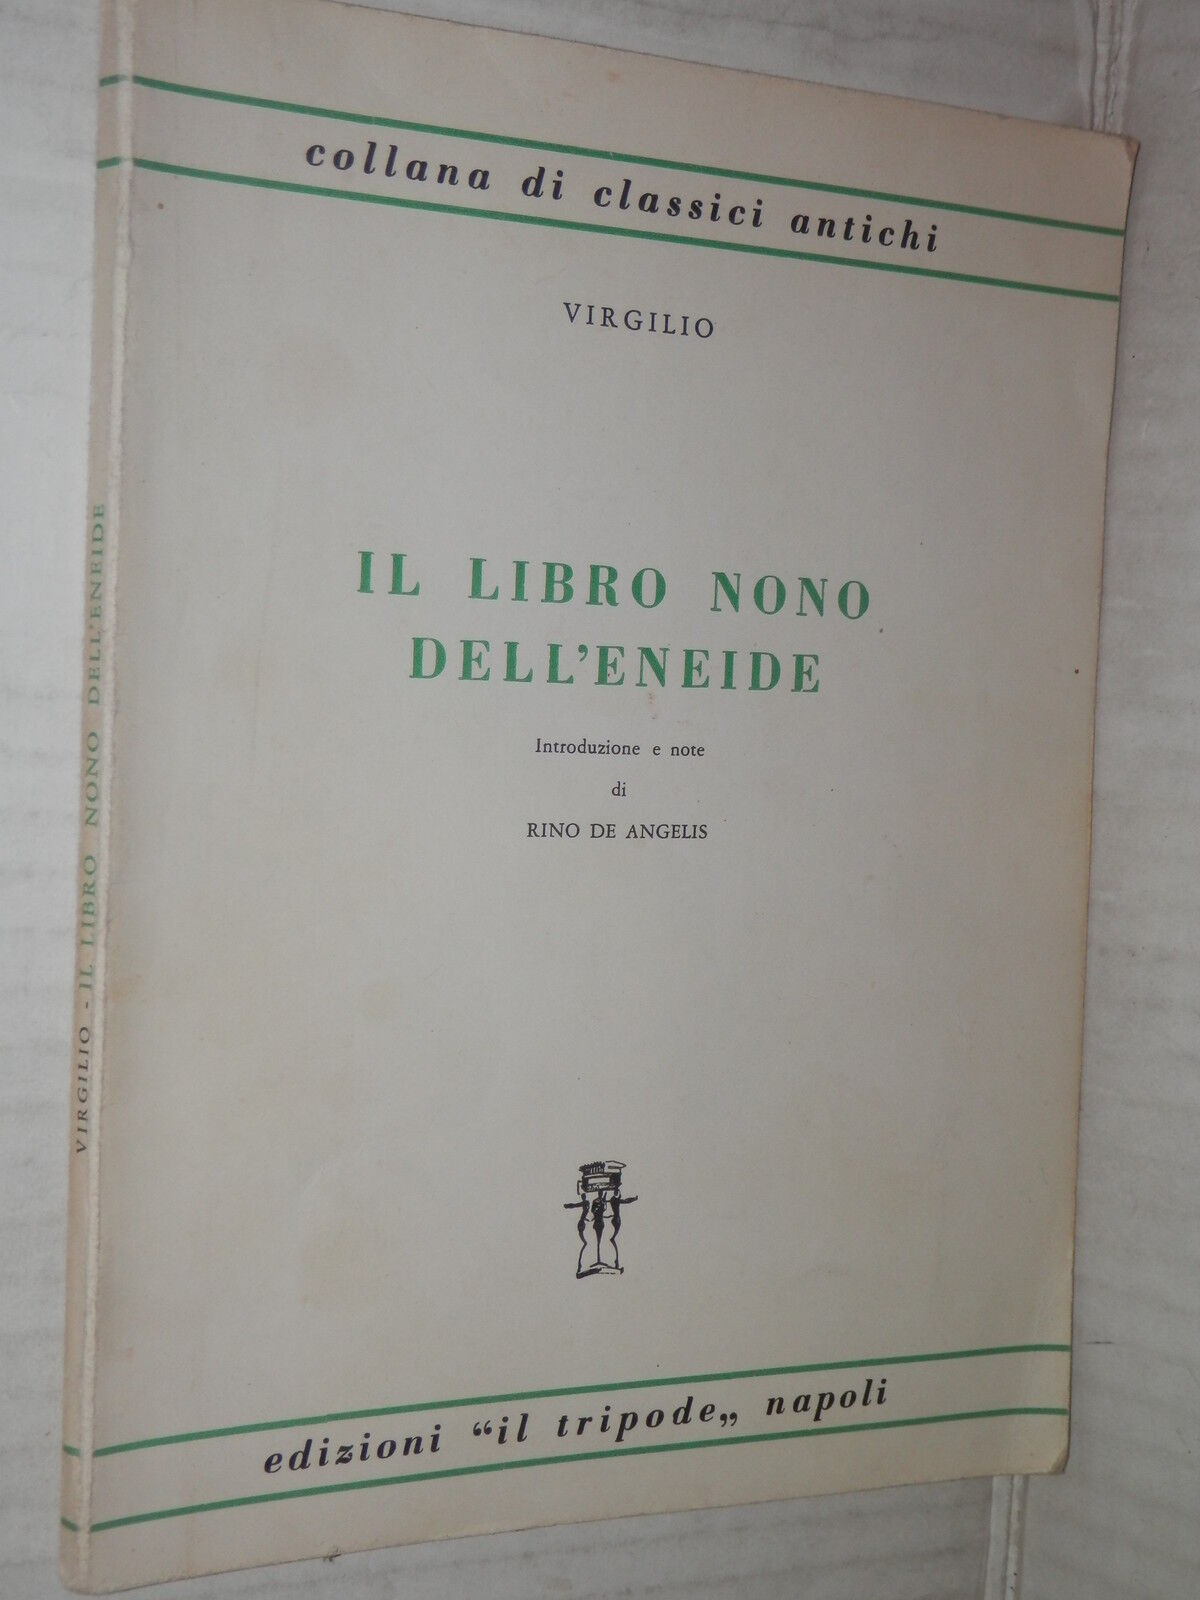 collana di classici antichi
VIRGILIO
IL LIBRO NONO
DELL'ENEIDE
Introduzione e note
di
RINO DE ANGELIS
edizioni “il tripode„ napoli
VIRGILIO - IL LIBRO NONO DELL'ENEIDE